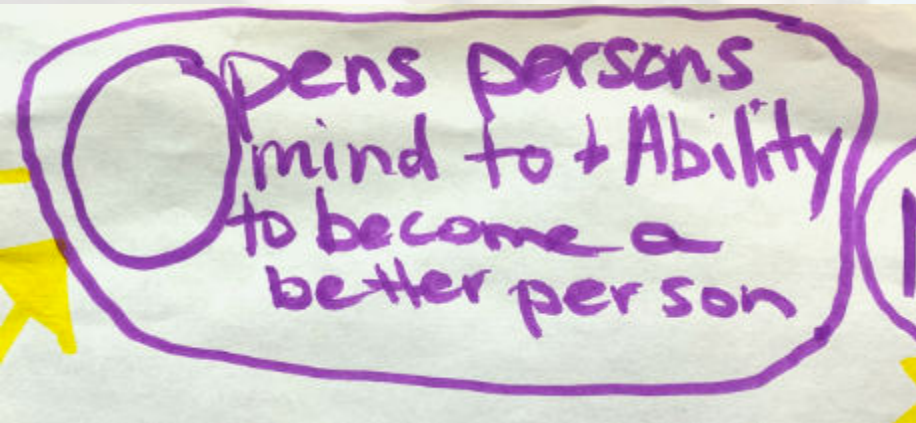 Opens persons
mind to + Ability
to become a
better person